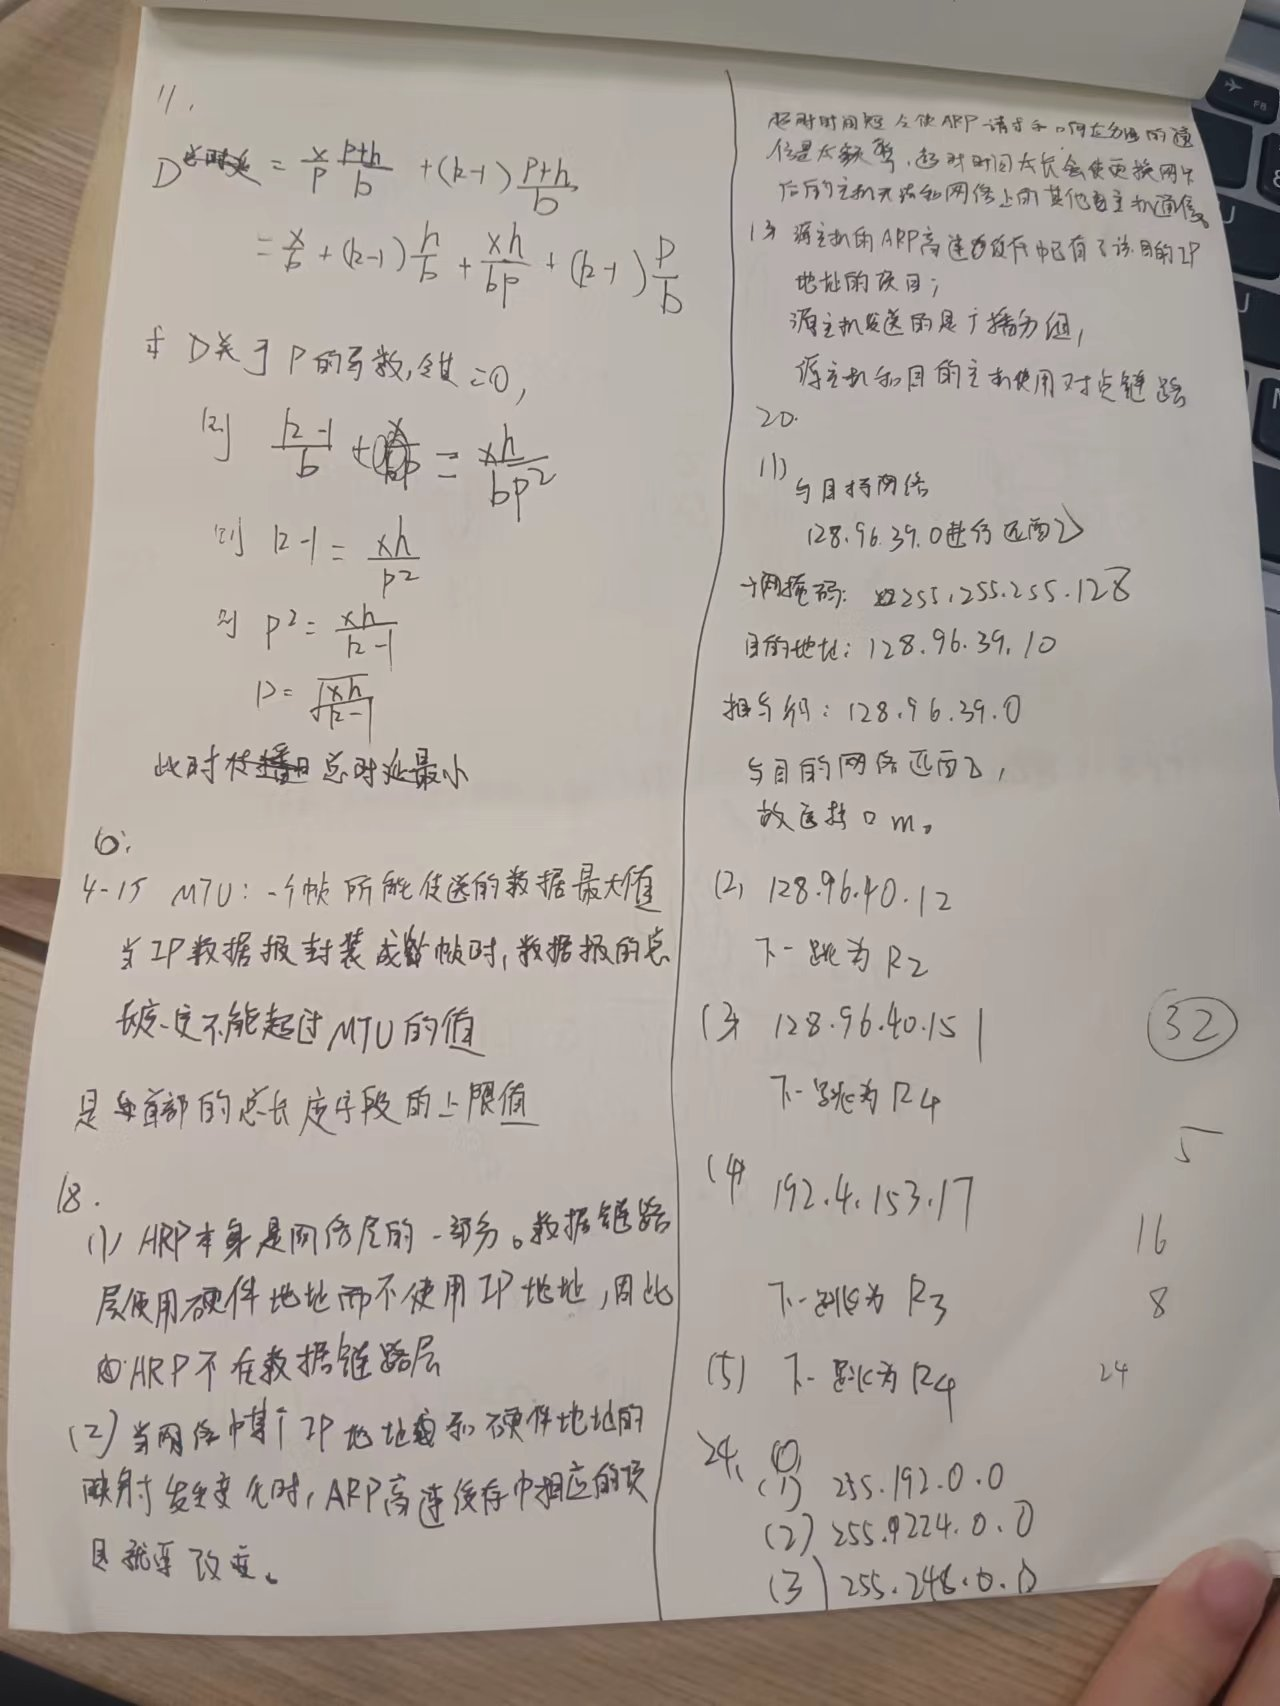 11.
D总时延 = x/p (p+h)/b + (k-1) (p+h)/b
= x/b + (k-1) h/b + xh/bp + (k-1) p/b
求 D关于 P 的导数,令其=0,
则 (k-1)/b = xh/bp²
则 k-1 = xh/p²
则 p² = xh/(k-1)
p = √(xh/(k-1))
此时总时延最小
6.
4-15 MTU:一个帧所能传送的数据最大值
当IP数据报封装成帧时,数据报的总
长度一定不能超过MTU的值
是首部的总长度字段的上限值
18.
(1) ARP本身是网络层的一部分。数据链路
层使用硬件地址而不使用IP地址,因此
ARP不在数据链路层
(2) 当网络中某个IP地址和硬件地址的
映射发生变化时,ARP高速缓存中相应的项
目就要改变。
超时时间短会使ARP请求和响应分组的通
信量太频繁,超时时间太长会使更换网卡
后的主机无法和网络上的其他主机通信。
(3) 源主机的ARP高速缓存中已有了该目的IP
地址的项目;
源主机发送的是广播分组,
源主机和目的主机使用点对点链路
20.
(1) 与目标网络
128.96.39.0进行匹配
子网掩码: 255.255.255.128
目的地址: 128.96.39.10
相与得: 128.96.39.0
与目的网络匹配,
故选接口 m。
(2) 128.96.40.12
下一跳为 R2
(3) 128.96.40.151
下一跳为 R4
(4) 192.4.153.17
下一跳为 R3
(5) 下一跳为 R4
24.
(1) 255.192.0.0
(2) 255.224.0.0
(3) 255.248.0.0
32
5
16
8
24